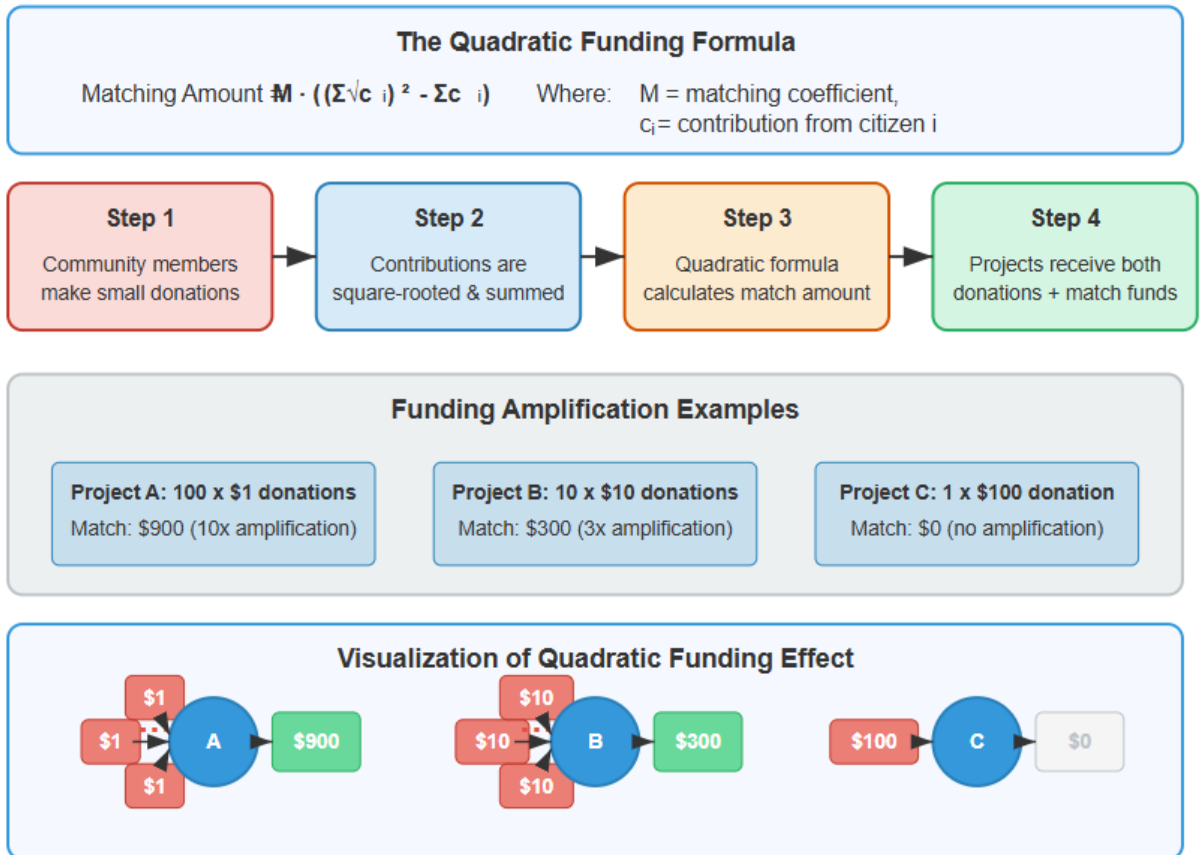 The Quadratic Funding Formula
Matching Amount = M · ((Σ√c i) ² - Σc i) Where: M = matching coefficient,
cᵢ = contribution from citizen i
Step 1
Community members
make small donations
Step 2
Contributions are
square-rooted & summed
Step 3
Quadratic formula
calculates match amount
Step 4
Projects receive both
donations + match funds
Funding Amplification Examples
Project A: 100 x $1 donations
Match: $900 (10x amplification)
Project B: 10 x $10 donations
Match: $300 (3x amplification)
Project C: 1 x $100 donation
Match: $0 (no amplification)
Visualization of Quadratic Funding Effect
$1
$1
$1
A
$900
$10
$10
$10
B
$300
$100
C
$0